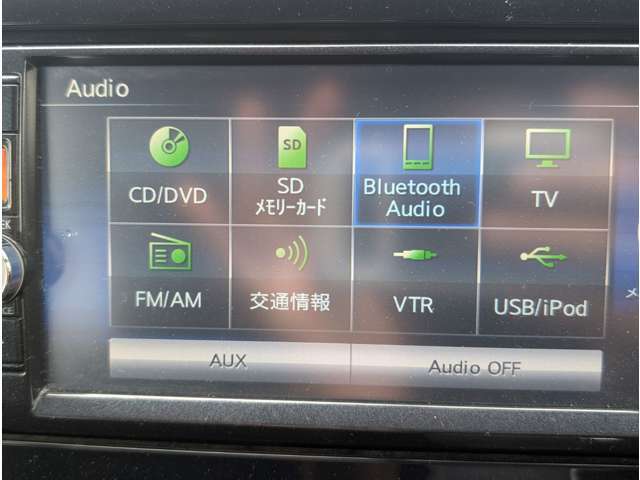 Audio
CD/DVD
SD
SD
メモリーカード
Bluetooth
Audio
TV
FM/AM
交通情報
VTR
USB/iPod
AUX
Audio OFF